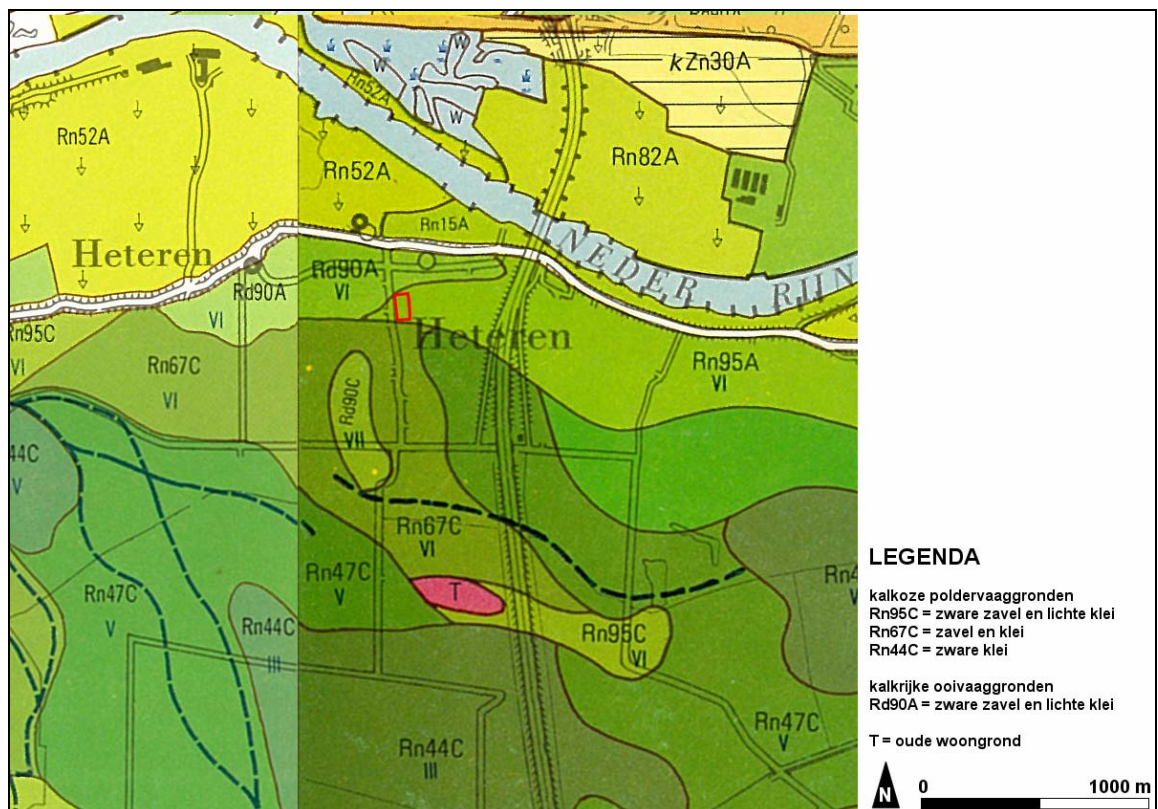 kZn30A
W
W
W
Rn52A
Rn52A
Rn82A
Rn52A
Rn15A
NEDER RIJN
Heteren
Rd90A
VI
Rd90A
VI
Heteren
Rn95C
VI
Rn67C
VI
Rn95A
VI
Rd90C
VII
44C
V
Rn67C
VI
Rn47C
V
Rn47C
V
T
Rn44C
III
Rn95C
VI
Rn47C
V
Rn44C
III
LEGENDA
kalkoze poldervaaggronden
Rn95C = zware zavel en lichte klei
Rn67C = zavel en klei
Rn44C = zware klei
kalkrijke ooivaaggronden
Rd90A = zware zavel en lichte klei
T = oude woongrond
N
0 1000 m